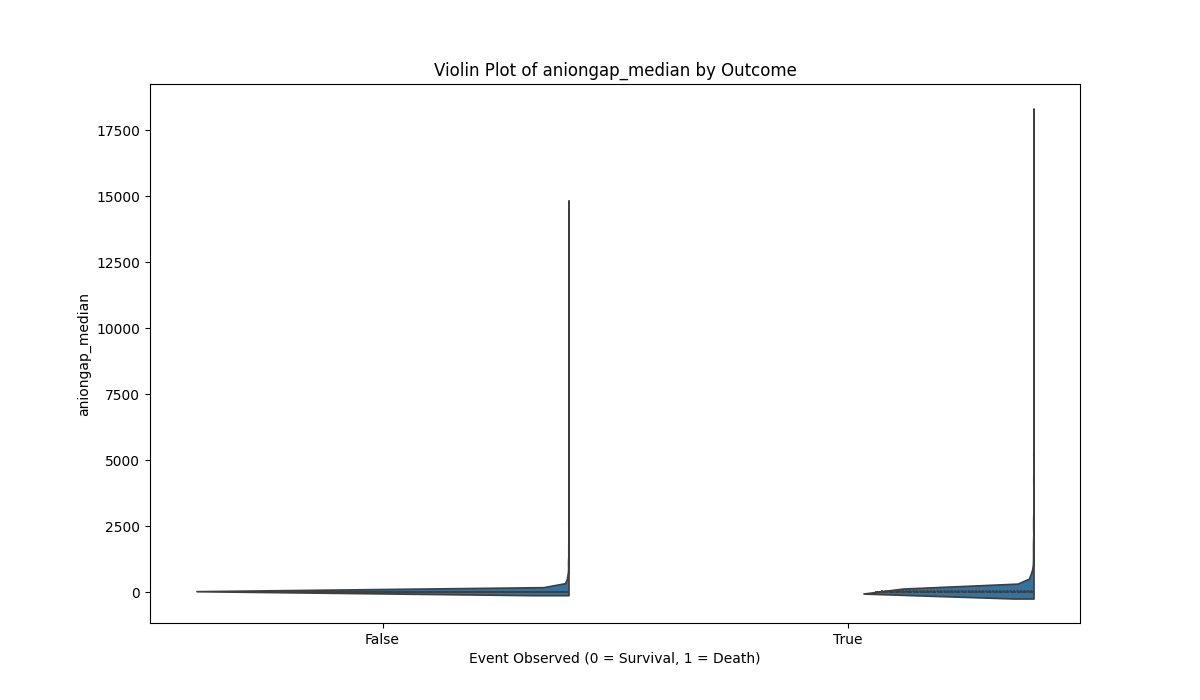 Violin Plot of aniongap_median by Outcome
17500
15000
12500
10000
7500
5000
2500
0
aniongap_median
False
True
Event Observed (0 = Survival, 1 = Death)